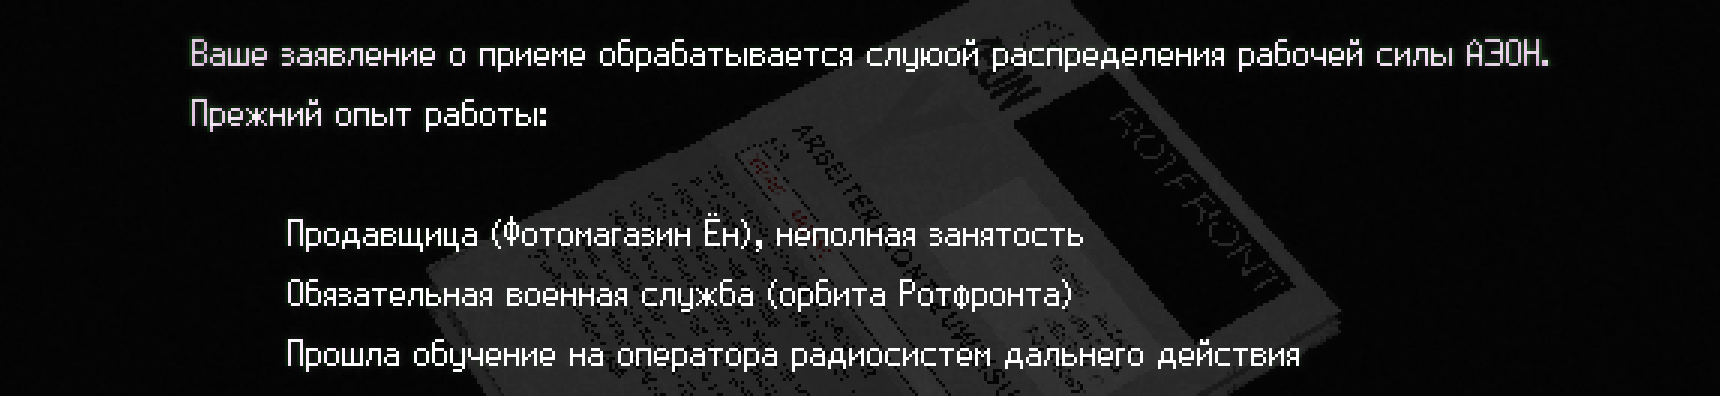 Ваше заявление о приеме обрабатывается слуюой распределения рабочей силы АЭОН.
Прежний опыт работы:
Продавщица (Фотомагазин Ён), неполная занятость
Обязательная военная служба (орбита Ротфронта)
Прошла обучение на оператора радиосистем дальнего действия
ROTFRONT